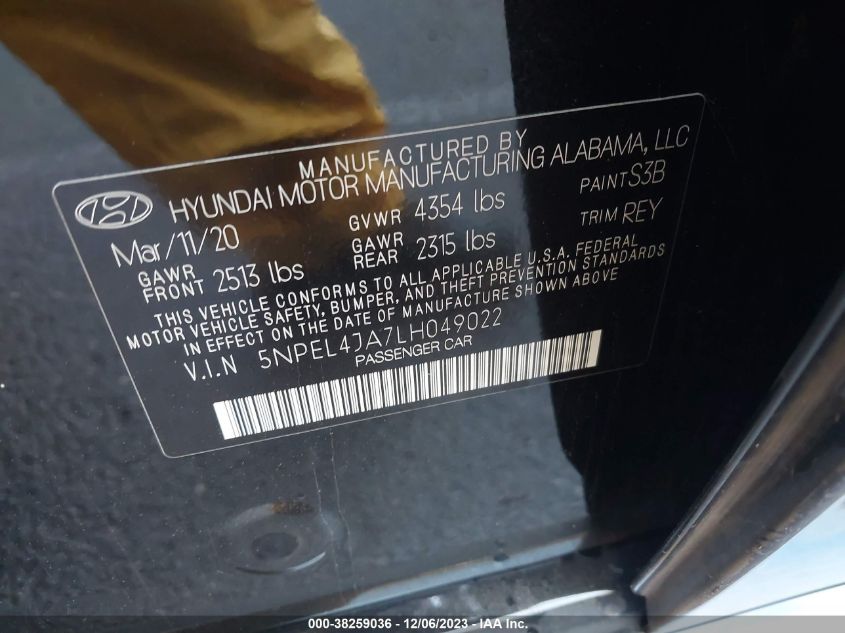 MANUFACTURED BY
HYUNDAI MOTOR MANUFACTURING ALABAMA, LLC
Mar/11/20 GVWR 4354 lbs PAINT S3B
GAWR FRONT 2513 lbs GAWR REAR 2315 lbs TRIM REY
THIS VEHICLE CONFORMS TO ALL APPLICABLE U.S.A. FEDERAL
MOTOR VEHICLE SAFETY, BUMPER, AND THEFT PREVENTION STANDARDS
IN EFFECT ON THE DATE OF MANUFACTURE SHOWN ABOVE
V.I.N 5NPEL4JA7LH049022
PASSENGER CAR
000-38259036 - 12/06/2023 - IAA Inc.